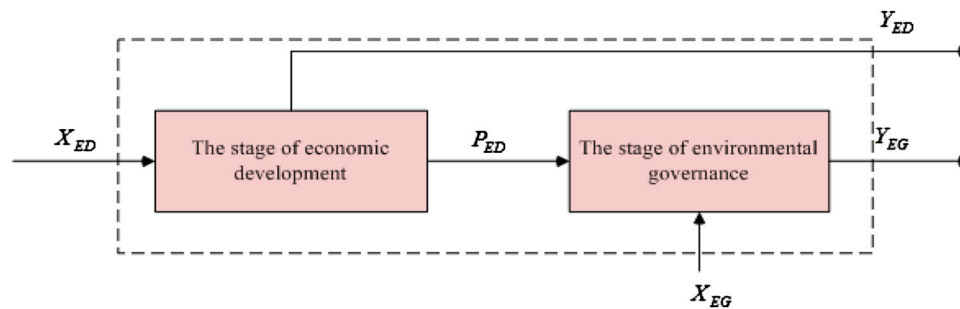 Y_ED
X_ED
The stage of economic
development
P_ED
The stage of environmental
governance
Y_EG
X_EG